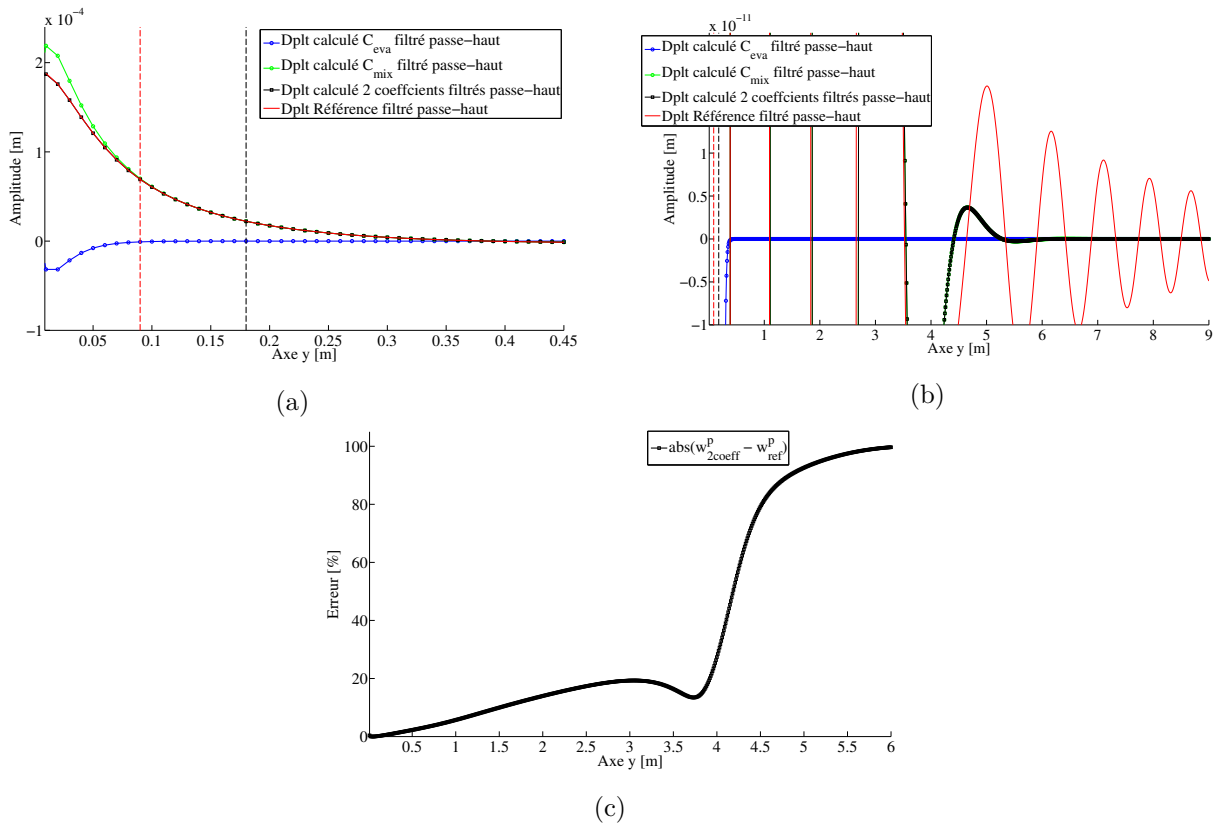 x 10⁻⁴
Dplt calculé C_eva filtré passe−haut
Dplt calculé C_mix filtré passe−haut
Dplt calculé 2 coeffcients filtrés passe−haut
Dplt Référence filtré passe−haut
Amplitude [m]
2
1
0
−1
0.05 0.1 0.15 0.2 0.25 0.3 0.35 0.4 0.45
Axe y [m]
(a)
x 10⁻¹¹
Dplt calculé C_eva filtré passe−haut
Dplt calculé C_mix filtré passe−haut
Dplt calculé 2 coeffcients filtrés passe−haut
Dplt Référence filtré passe−haut
Amplitude [m]
1
0.5
0
−0.5
−1
1 2 3 4 5 6 7 8 9
Axe y [m]
(b)
abs(w^p_2coeff − w^p_ref)
Erreur [%]
100
80
60
40
20
0
0.5 1 1.5 2 2.5 3 3.5 4 4.5 5 5.5 6
Axe y [m]
(c)